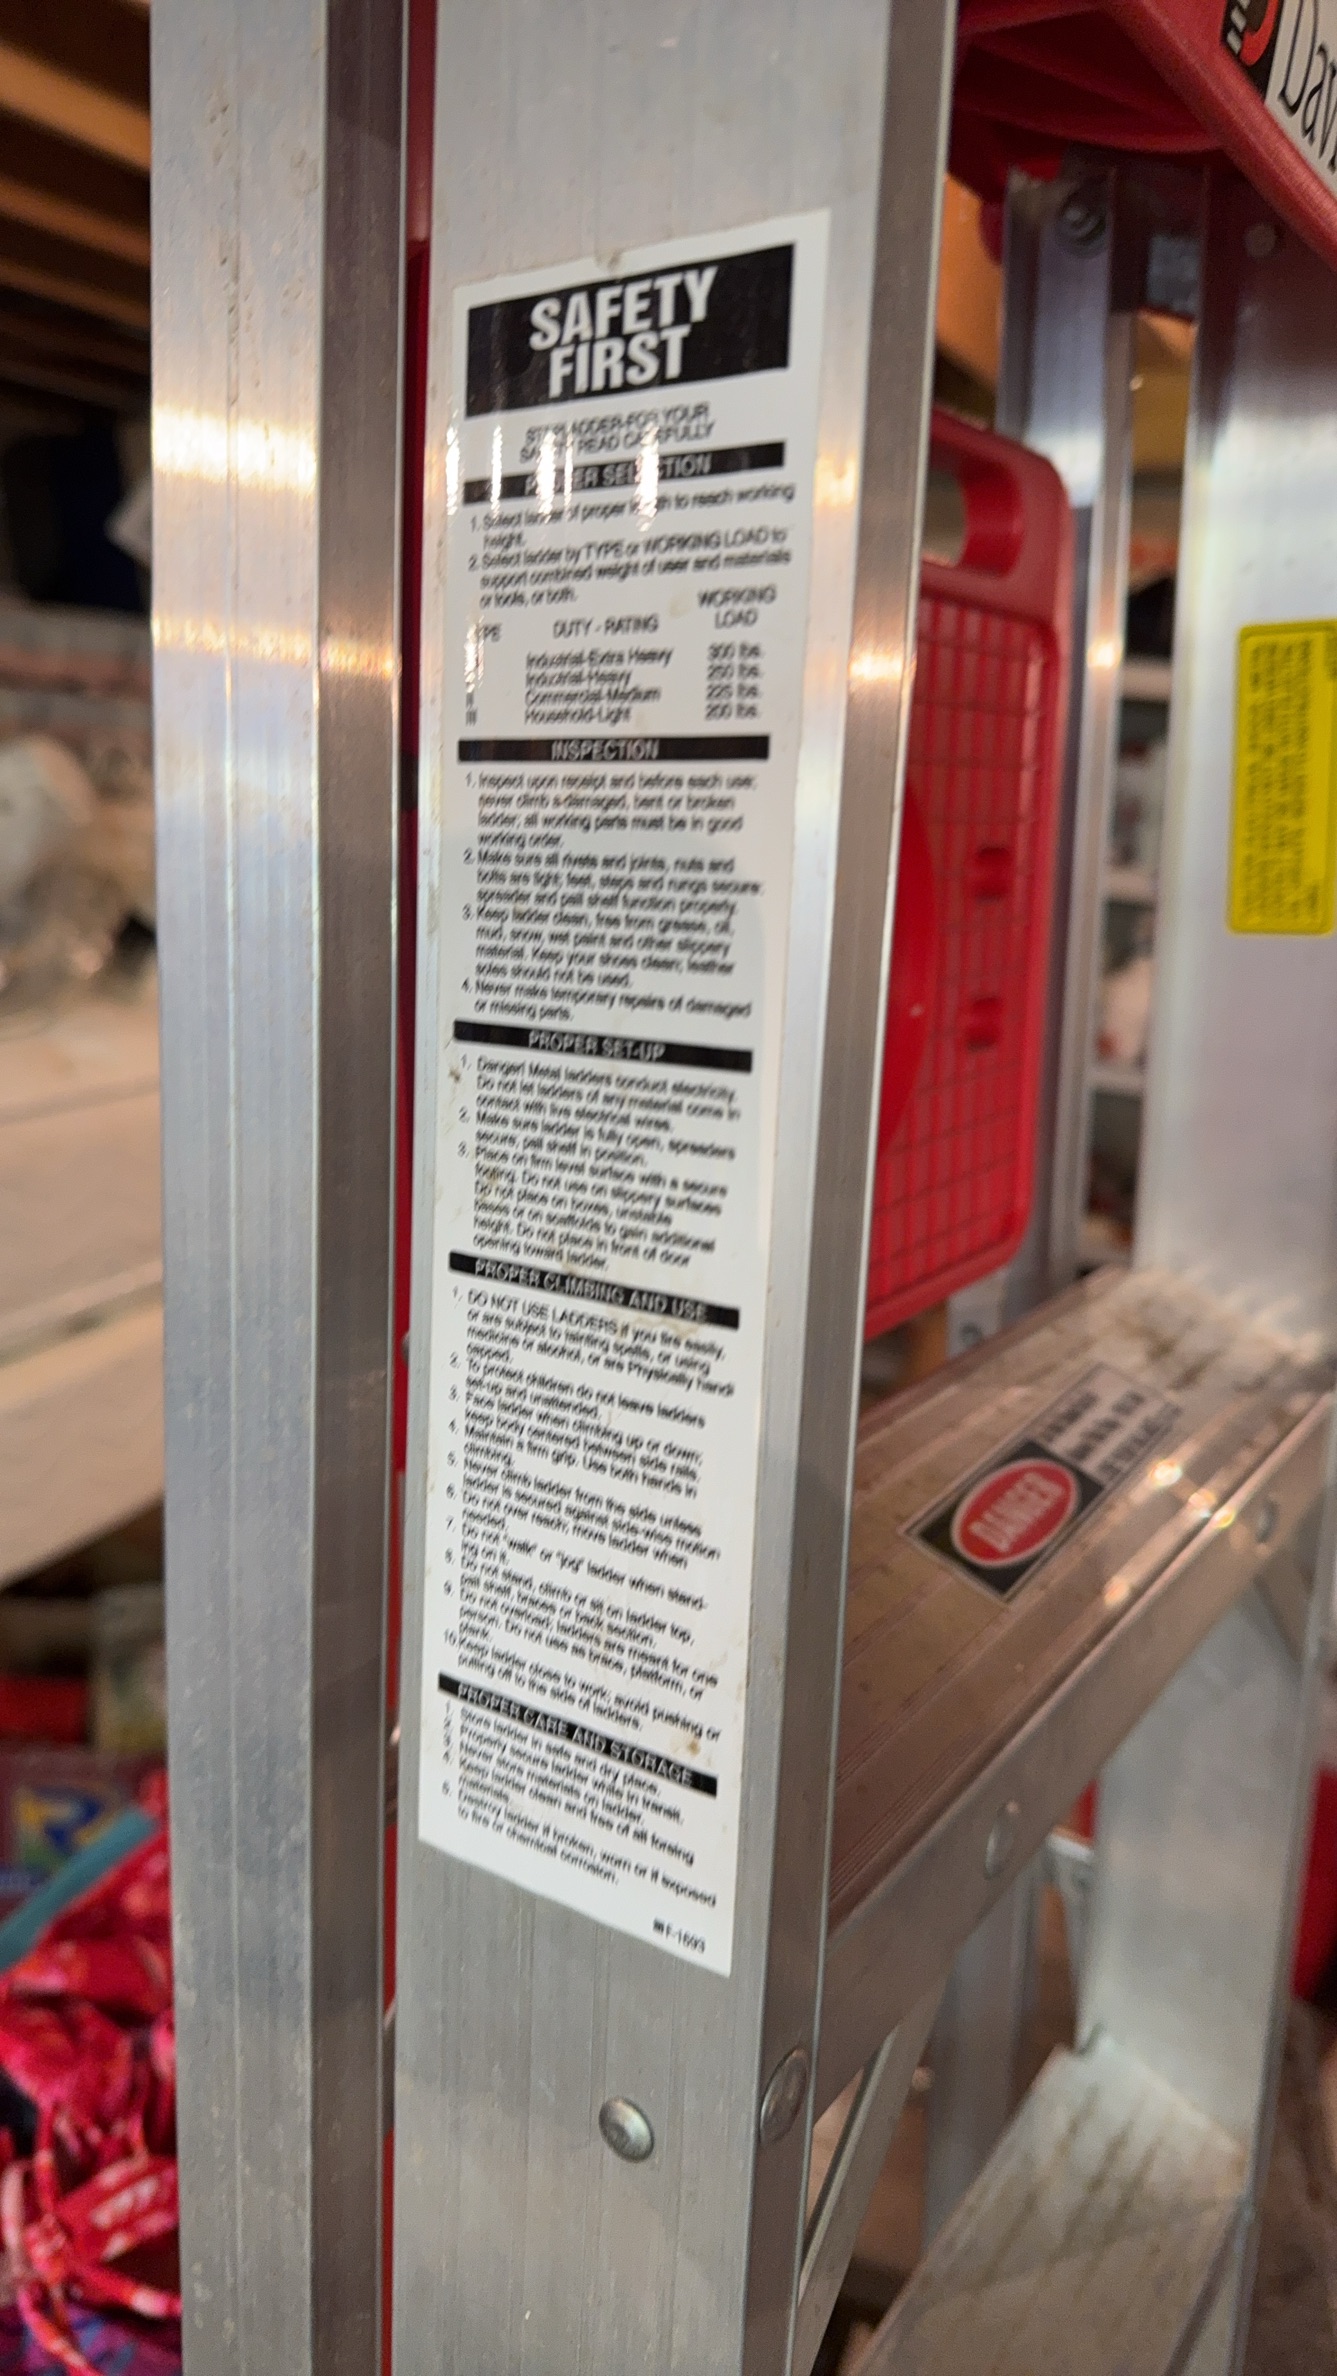 SAFETY
FIRST
STEPLADDER-FOR YOUR
SAFETY READ CAREFULLY
PROPER SELECTION
1. Select ladder of proper length to reach working
height.
2. Select ladder by TYPE or WORKING LOAD to
support combined weight of user and materials
or tools, or both.
TYPE DUTY - RATING WORKING
LOAD
Industrial-Extra Heavy 300 lbs.
Industrial-Heavy 250 lbs.
II Commercial-Medium 225 lbs.
III Household-Light 200 lbs.
INSPECTION
1. Inspect upon receipt and before each use;
never climb a damaged, bent or broken
ladder; all working parts must be in good
working order.
2. Make sure all rivets and joints, nuts and
bolts are tight; feet, steps and rungs secure;
spreader and pail shelf function properly.
3. Keep ladder clean, free from grease, oil,
mud, snow, wet paint and other slippery
material. Keep your shoes clean; leather
soles should not be used.
4. Never make temporary repairs of damaged
or missing parts.
PROPER SET-UP
1. Danger! Metal ladders conduct electricity.
Do not let ladders of any material come in
contact with live electrical wires.
2. Make sure ladder is fully open, spreaders
secure, pail shelf in position.
3. Place on firm level surface with a secure
footing. Do not use on slippery surfaces
Do not place on boxes, unstable
bases or on scaffolds to gain additional
height. Do not place in front of door
opening toward ladder.
PROPER CLIMBING AND USE
1. DO NOT USE LADDERS if you tire easily,
or are subject to fainting spells, or using
medicine or alcohol, or are Physically handi
capped.
2. To protect children do not leave ladders
set-up and unattended.
3. Face ladder when climbing up or down;
keep body centered between side rails.
4. Maintain a firm grip. Use both hands in
climbing.
5. Never climb ladder from the side unless
ladder is secured against side-wise motion
6. Do not over reach; move ladder when
needed.
7. Do not "walk" or "jog" ladder when stand-
ing on it.
8. Do not stand, climb or sit on ladder top,
pail shelf, braces or back section.
9. Do not overload; ladders are meant for one
person. Do not use as brace, platform, or
plank.
10. Keep ladder close to work; avoid pushing or
pulling off to the side of ladders.
PROPER CARE AND STORAGE
1. Store ladder in safe and dry place.
2. Properly secure ladder while in transit.
3. Never store materials on ladder.
4. Keep ladder clean and free of all foreing
materials.
5. Destroy ladder if broken, worn or if exposed
to fire or chemical corrosion.
F-1693
DANGER
Dav